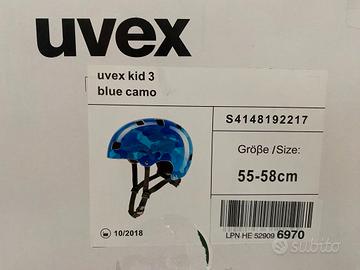 uvex
uvex kid 3
blue camo
S4148192217
Größe /Size:
55-58cm
10/2018
LPN-HE 52909 6970
subito